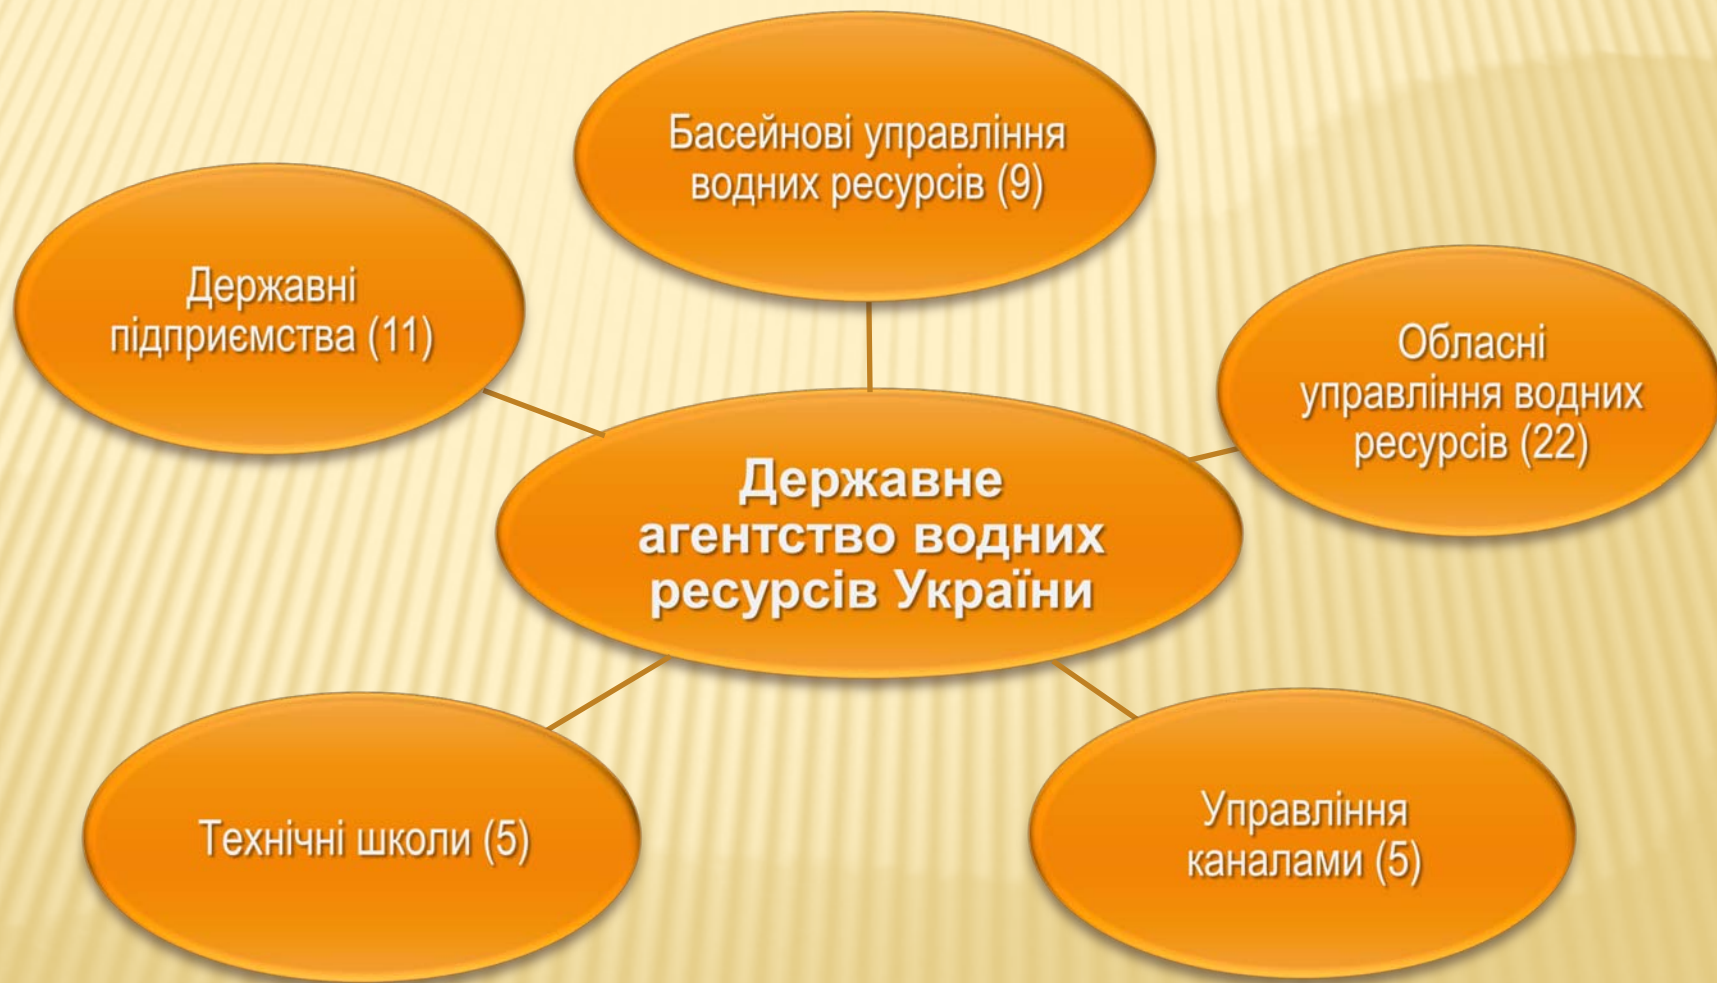 Басейнові управління
водних ресурсів (9)
Державні
підприємства (11)
Обласні
управління водних
ресурсів (22)
Державне
агентство водних
ресурсів України
Технічні школи (5)
Управління
каналами (5)